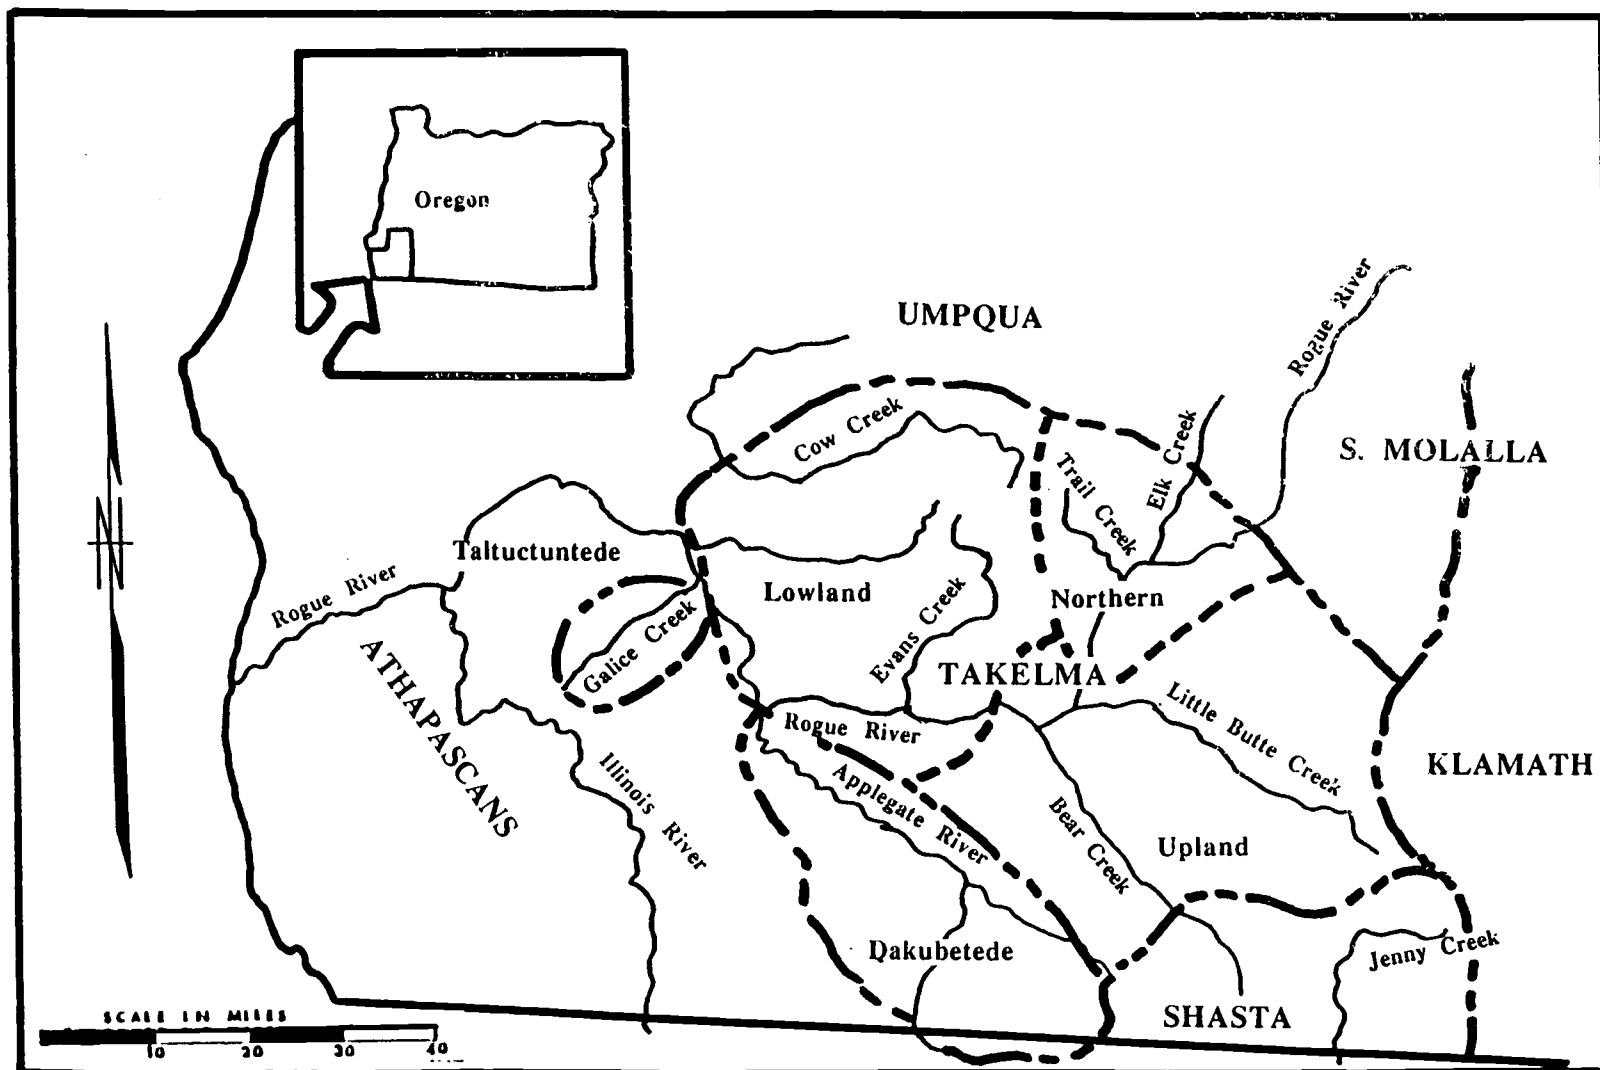 Oregon
UMPQUA
Rogue River
Cow Creek
Elk Creek
Trail Creek
S. MOLALLA
N
Taltuctuntede
Rogue River
Lowland
Northern
Galice Creek
Evans Creek
TAKELMA
ATHAPASCANS
Rogue River
Little Butte Creek
Illinois River
Applegate River
KLAMATH
Bear Creek
Upland
Dakubetede
Jenny Creek
SHASTA
SCALE IN MILES
10 20 30 40